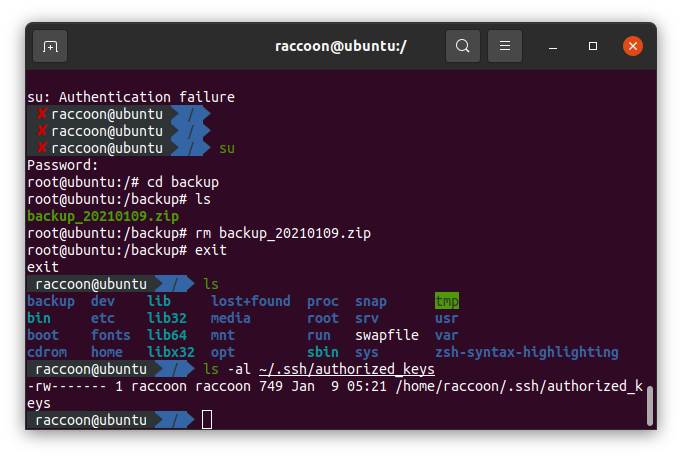 raccoon@ubuntu:/
su: Authentication failure
✘ raccoon@ubuntu /
✘ raccoon@ubuntu /
✘ raccoon@ubuntu / su
Password:
root@ubuntu:/# cd backup
root@ubuntu:/backup# ls
backup_20210109.zip
root@ubuntu:/backup# rm backup_20210109.zip
root@ubuntu:/backup# exit
exit
raccoon@ubuntu / ls
backup dev lib lost+found proc snap tmp
bin etc lib32 media root srv usr
boot fonts lib64 mnt run swapfile var
cdrom home libx32 opt sbin sys zsh-syntax-highlighting
raccoon@ubuntu / ls -al ~/.ssh/authorized_keys
-rw------- 1 raccoon raccoon 749 Jan 9 05:21 /home/raccoon/.ssh/authorized_k
eys
raccoon@ubuntu /